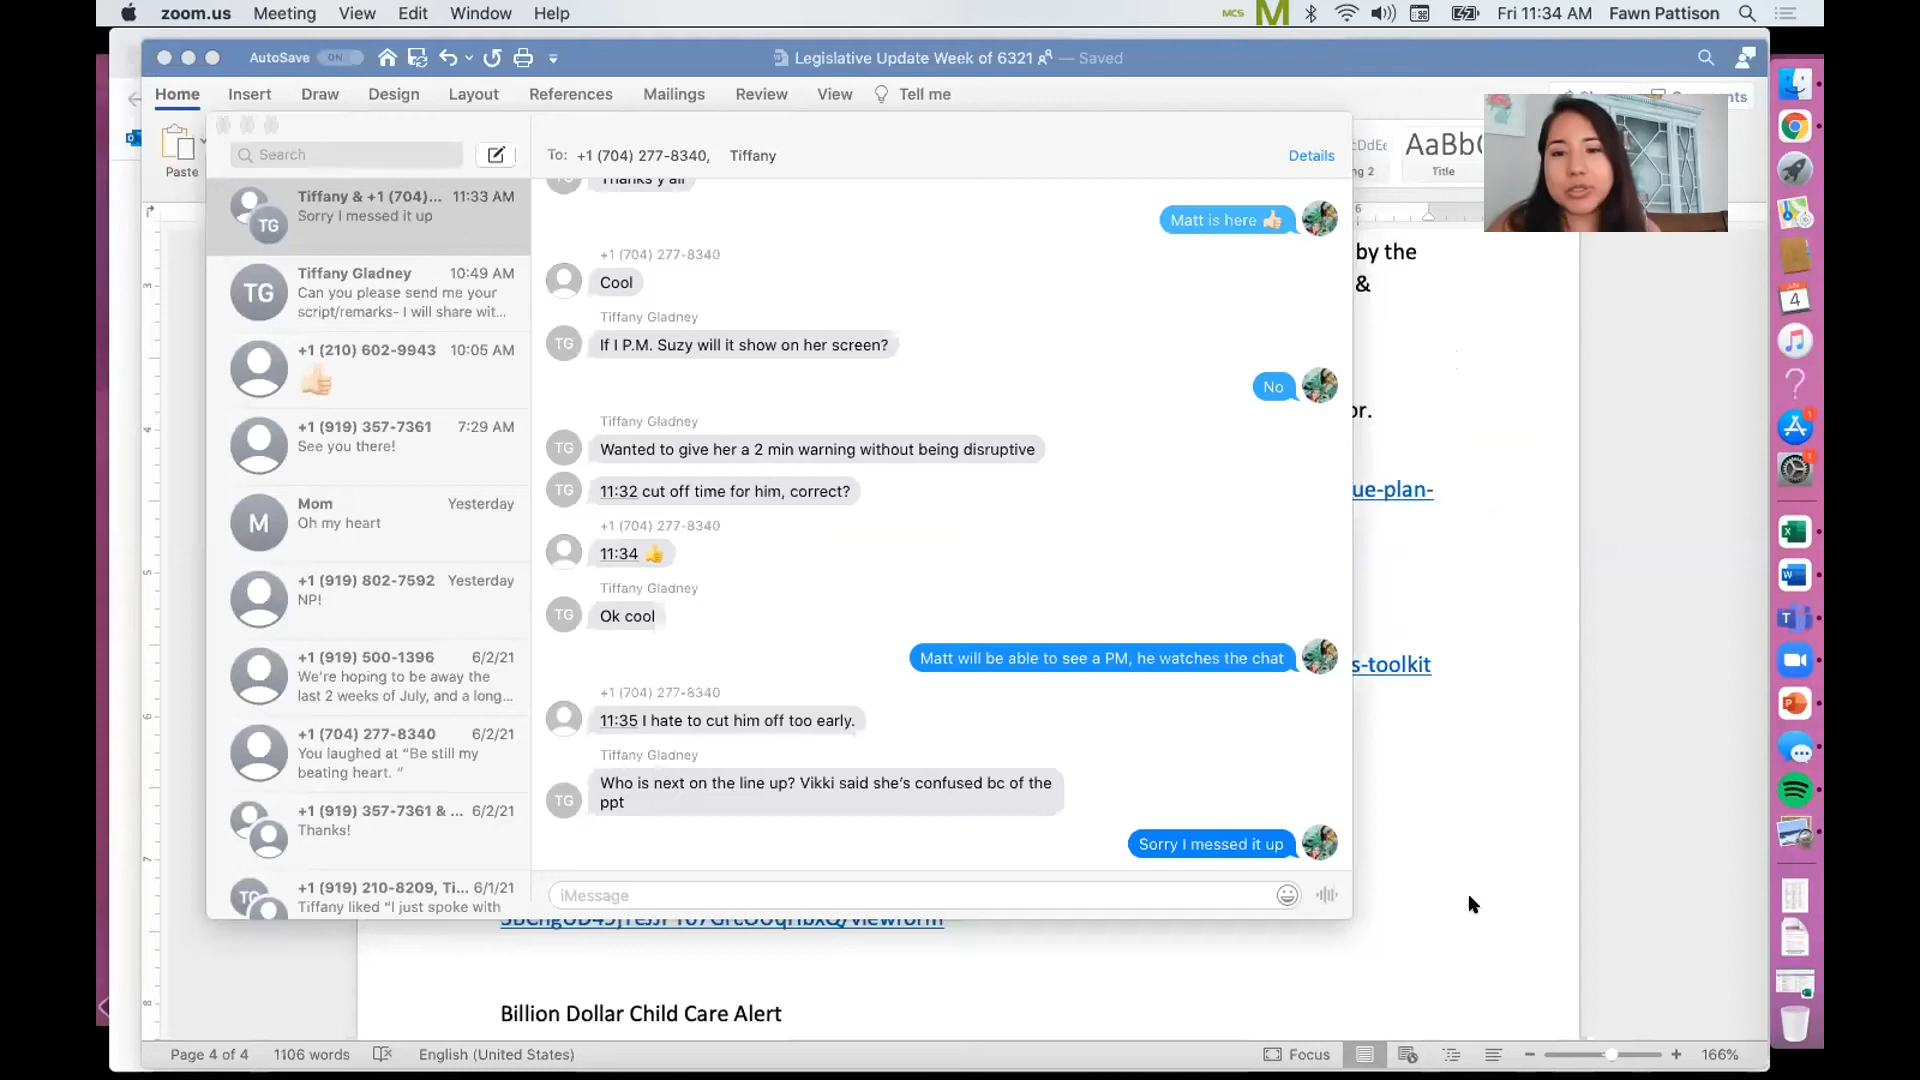 zoom.us Meeting View Edit Window Help
MCS M Fri 11:34 AM Fawn Pattison
AutoSave ON
Legislative Update Week of 6321 — Saved
Home Insert Draw Design Layout References Mailings Review View Tell me
Paste
AaBb
Title
Search
To: +1 (704) 277-8340, Tiffany
Details
Tiffany & +1 (704)... 11:33 AM
Sorry I messed it up
TG
Tiffany Gladney 10:49 AM
Can you please send me your
script/remarks- I will share wit...
TG
+1 (210) 602-9943 10:05 AM
👍🏻
+1 (919) 357-7361 7:29 AM
See you there!
Mom Yesterday
Oh my heart
M
+1 (919) 802-7592 Yesterday
NP!
+1 (919) 500-1396 6/2/21
We're hoping to be away the
last 2 weeks of July, and a long...
+1 (704) 277-8340 6/2/21
You laughed at “Be still my
beating heart. “
+1 (919) 357-7361 & ... 6/2/21
Thanks!
+1 (919) 210-8209, Ti... 6/1/21
Tiffany liked “I just spoke with
Thanks y'all
Matt is here 👍🏻
+1 (704) 277-8340
Cool
Tiffany Gladney
TG
If I P.M. Suzy will it show on her screen?
No
Tiffany Gladney
TG
Wanted to give her a 2 min warning without being disruptive
TG
11:32 cut off time for him, correct?
+1 (704) 277-8340
11:34 👍
Tiffany Gladney
TG
Ok cool
Matt will be able to see a PM, he watches the chat
+1 (704) 277-8340
11:35 I hate to cut him off too early.
Tiffany Gladney
TG
Who is next on the line up? Vikki said she's confused bc of the
ppt
Sorry I messed it up
iMessage
by the
&
or.
ue-plan-
s-toolkit
Billion Dollar Child Care Alert
Page 4 of 4 1106 words English (United States) Focus 166%